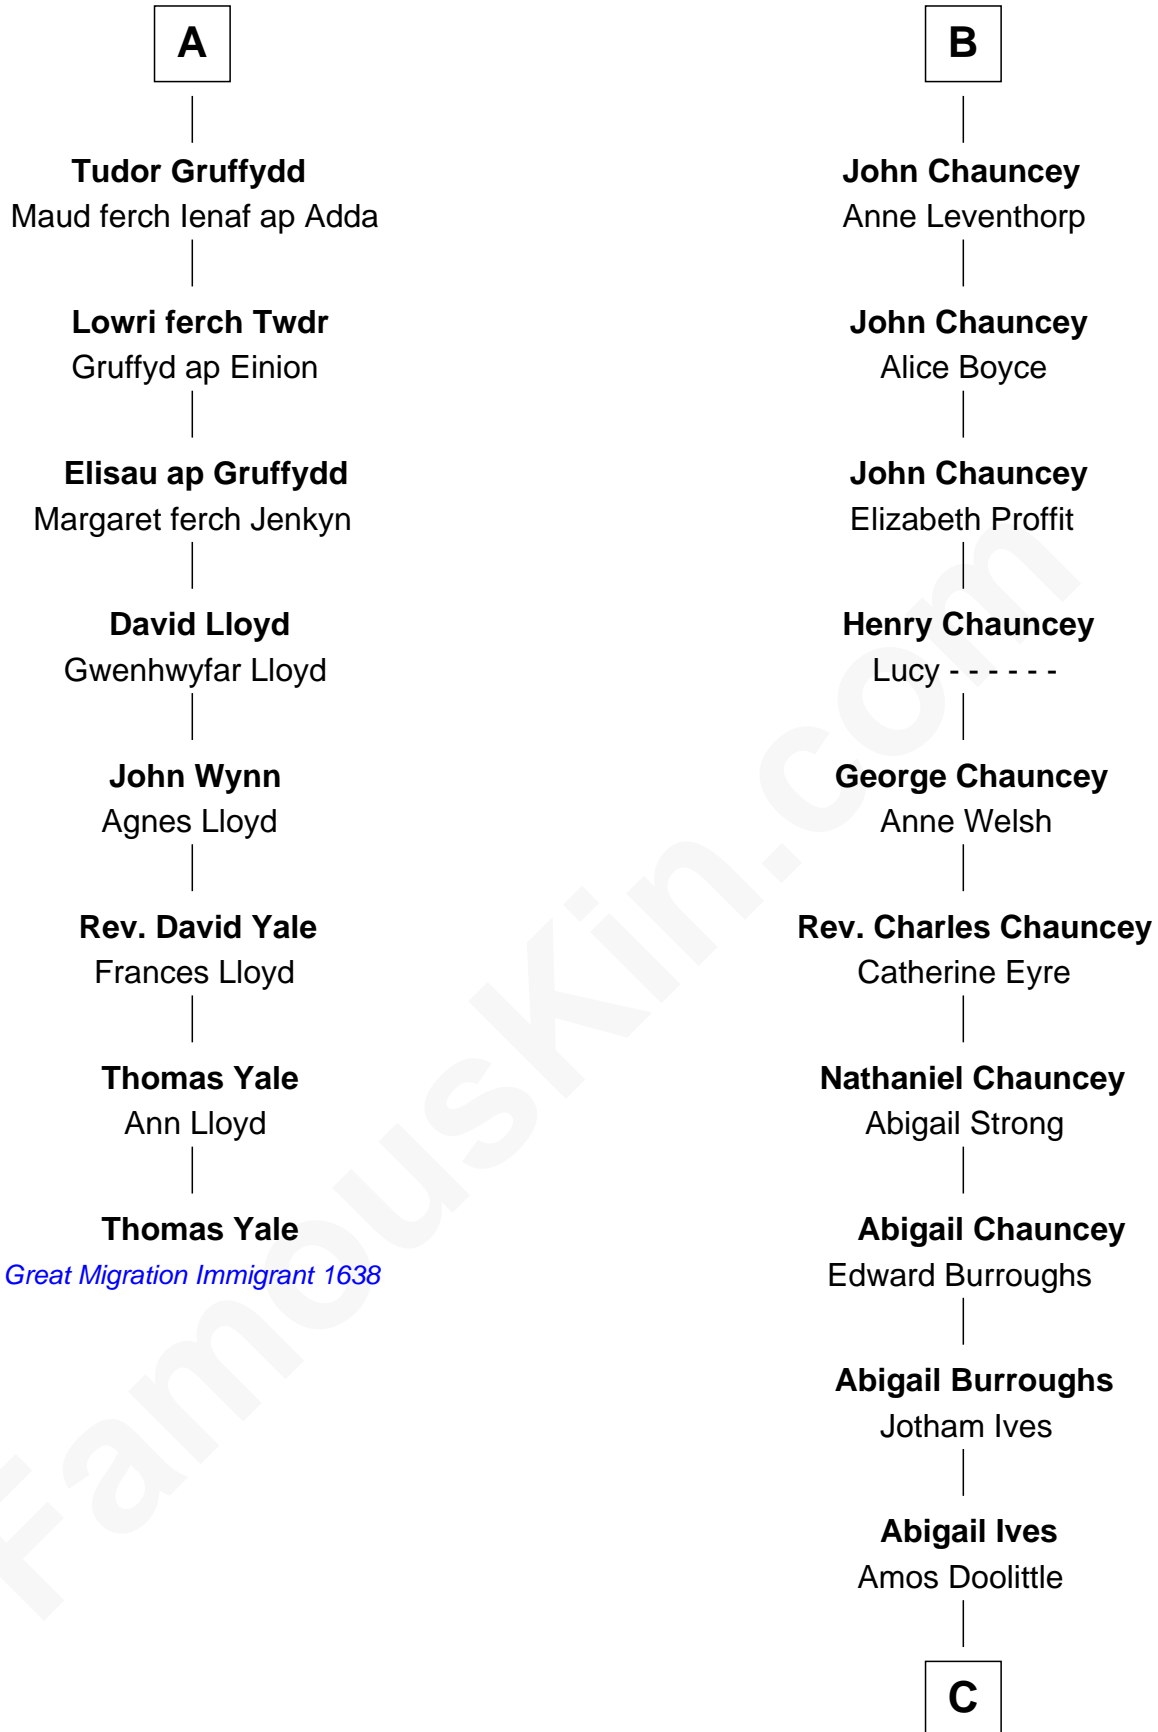 A
Tudor Gruffydd
Maud ferch Ienaf ap Adda
Lowri ferch Twdr
Gruffyd ap Einion
Elisau ap Gruffydd
Margaret ferch Jenkyn
David Lloyd
Gwenhwyfar Lloyd
John Wynn
Agnes Lloyd
Rev. David Yale
Frances Lloyd
Thomas Yale
Ann Lloyd
Thomas Yale
Great Migration Immigrant 1638
B
John Chauncey
Anne Leventhorp
John Chauncey
Alice Boyce
John Chauncey
Elizabeth Proffit
Henry Chauncey
Lucy - - - - - -
George Chauncey
Anne Welsh
Rev. Charles Chauncey
Catherine Eyre
Nathaniel Chauncey
Abigail Strong
Abigail Chauncey
Edward Burroughs
Abigail Burroughs
Jotham Ives
Abigail Ives
Amos Doolittle
C
FamousKin.com